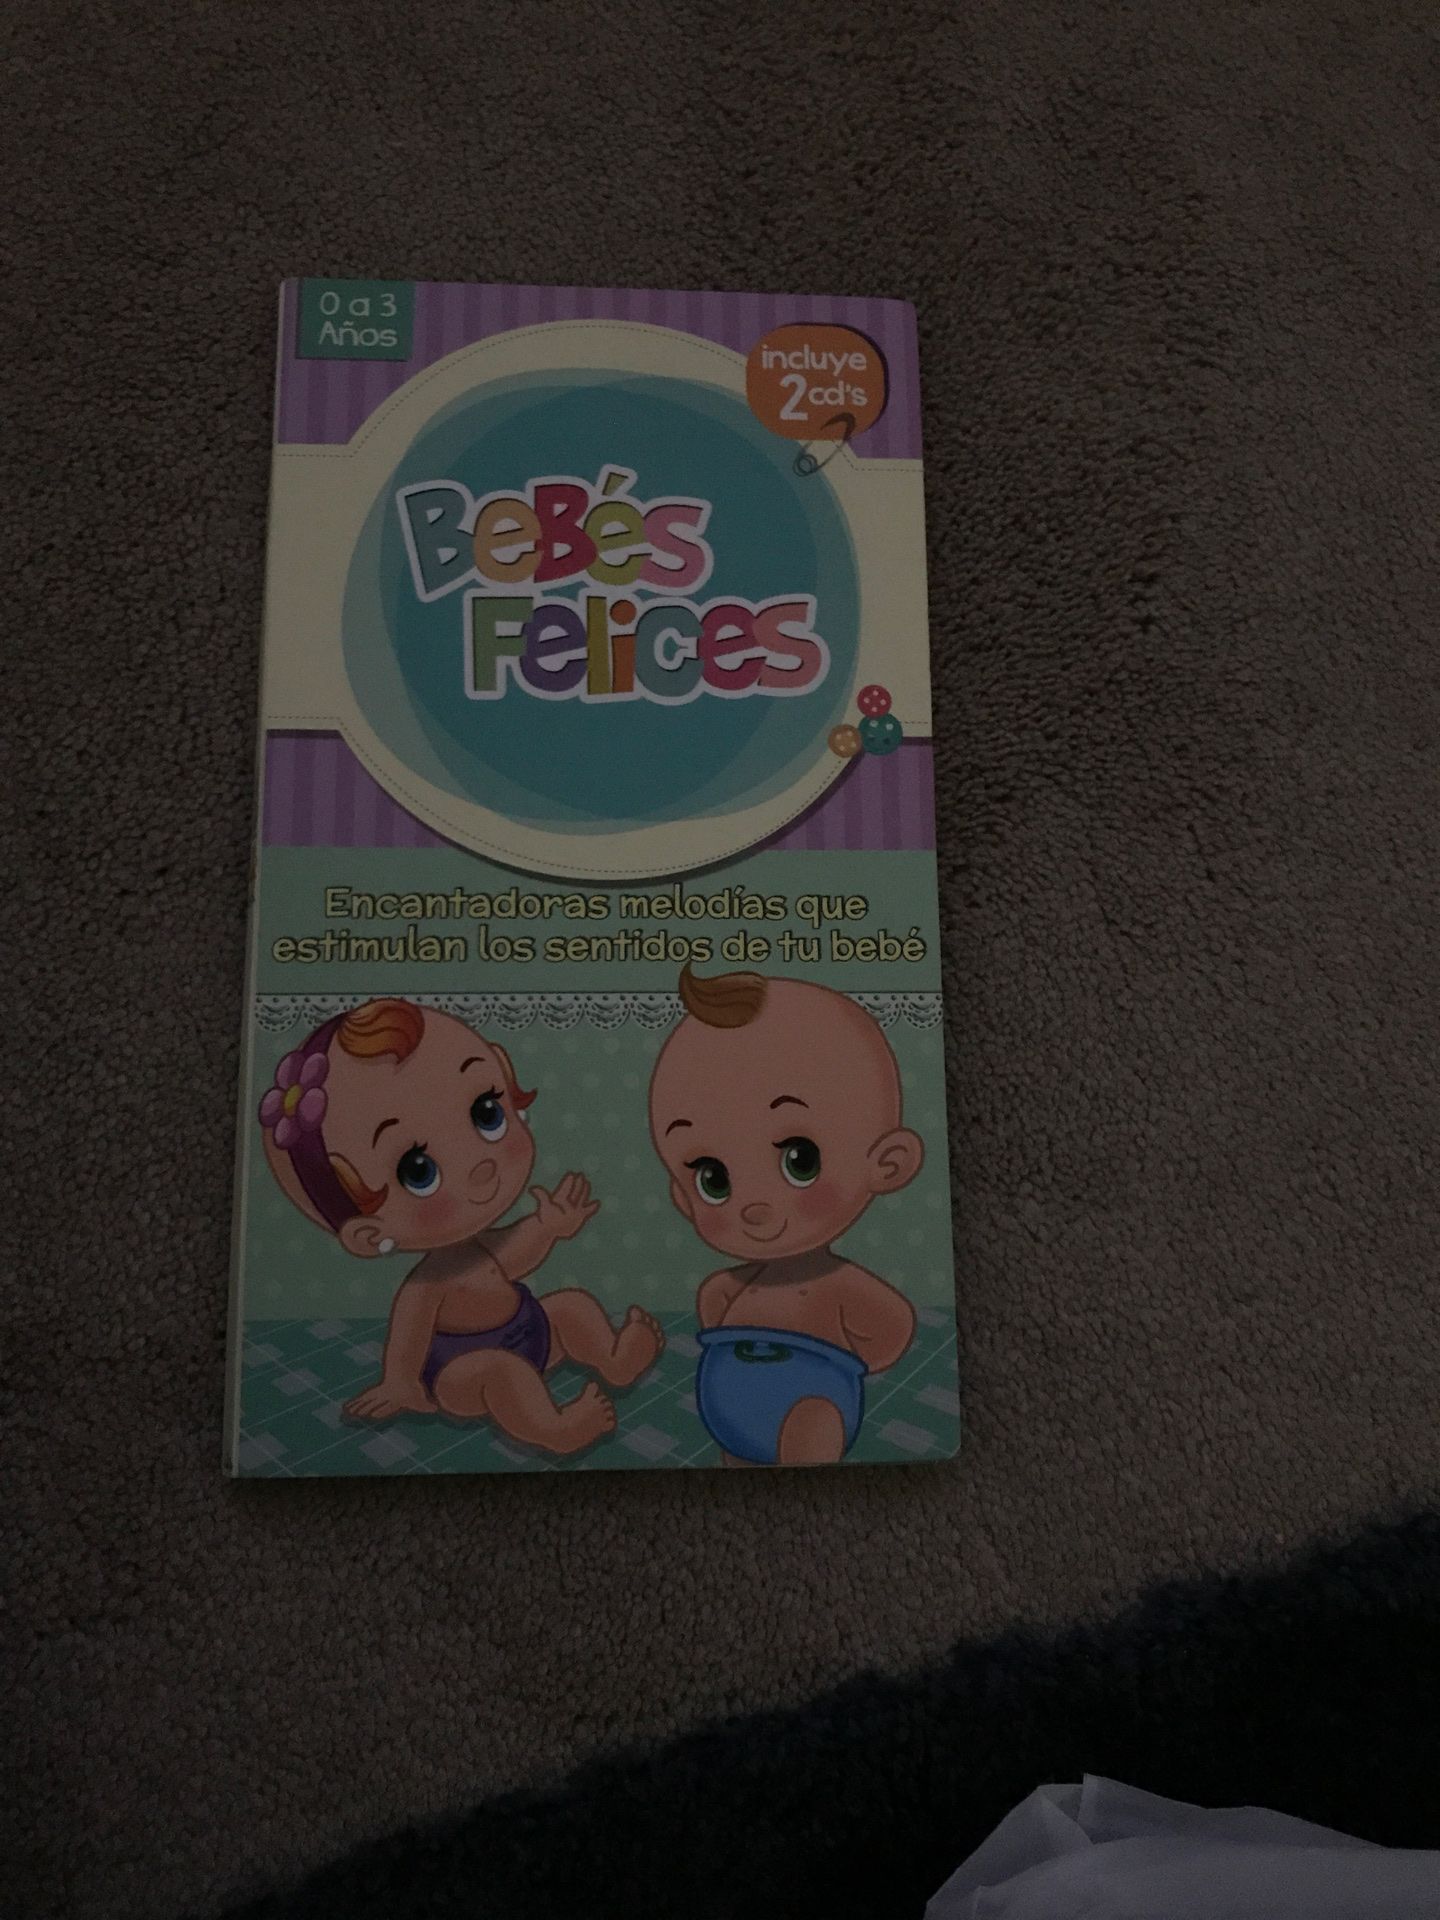 0 a 3
Años
incluye
2 cd's
BeBés
Felices
Encantadoras melodías que
estimulan los sentidos de tu bebé